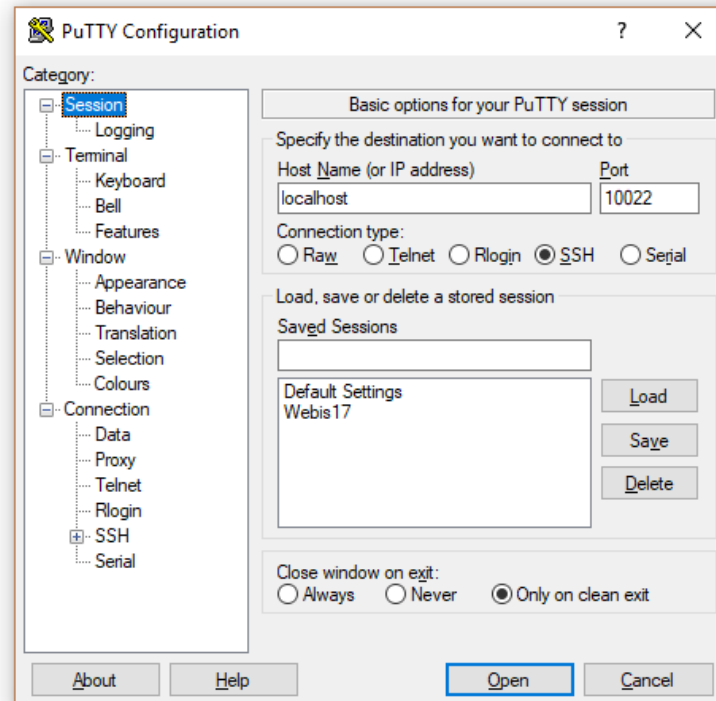 PuTTY Configuration ? ×
Category:
Session
Logging
Terminal
Keyboard
Bell
Features
Window
Appearance
Behaviour
Translation
Selection
Colours
Connection
Data
Proxy
Telnet
Rlogin
SSH
Serial
Basic options for your PuTTY session
Specify the destination you want to connect to
Host Name (or IP address) Port
localhost 10022
Connection type:
Raw Telnet Rlogin SSH Serial
Load, save or delete a stored session
Saved Sessions
Default Settings
Webis17
Load
Save
Delete
Close window on exit:
Always Never Only on clean exit
About Help Open Cancel